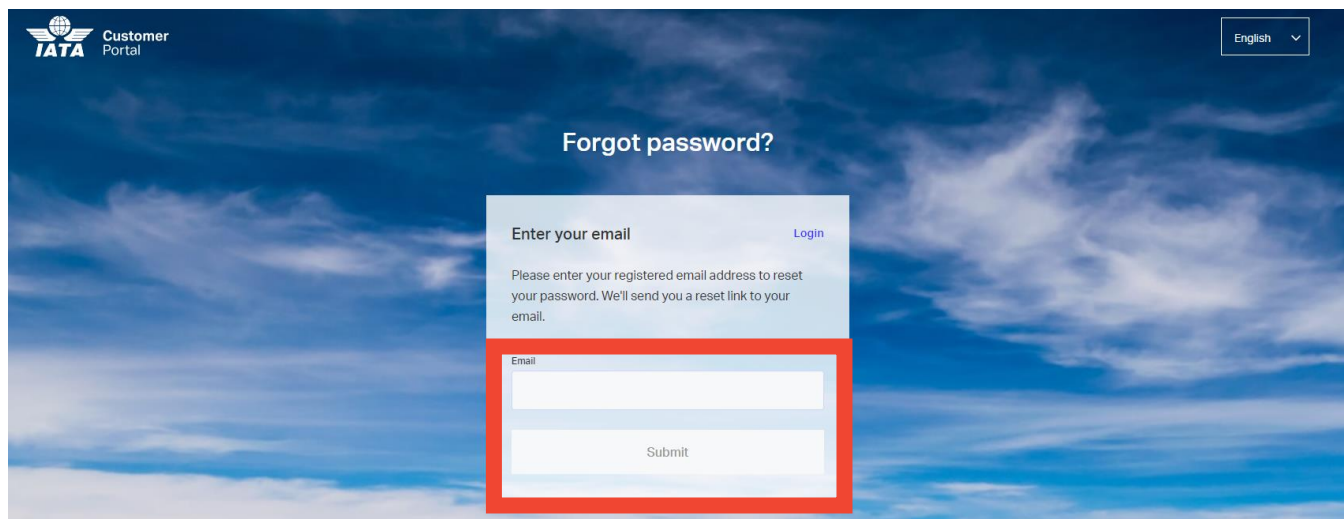 IATA
Customer
Portal
English
Forgot password?
Enter your email
Login
Please enter your registered email address to reset
your password. We'll send you a reset link to your
email.
Email
Submit